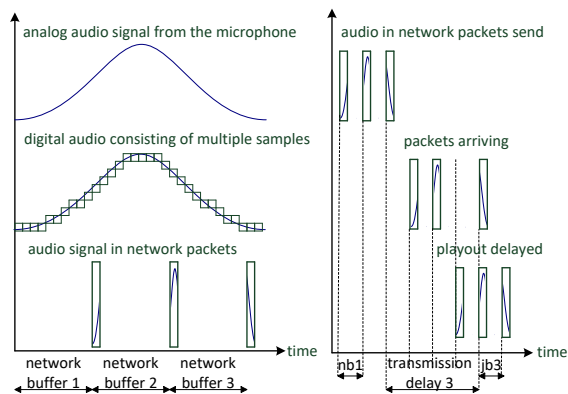 analog audio signal from the microphone
digital audio consisting of multiple samples
audio signal in network packets
time
network
buffer 1
network
buffer 2
network
buffer 3
audio in network packets send
packets arriving
playout delayed
time
nb1
transmission
delay 3
jb3